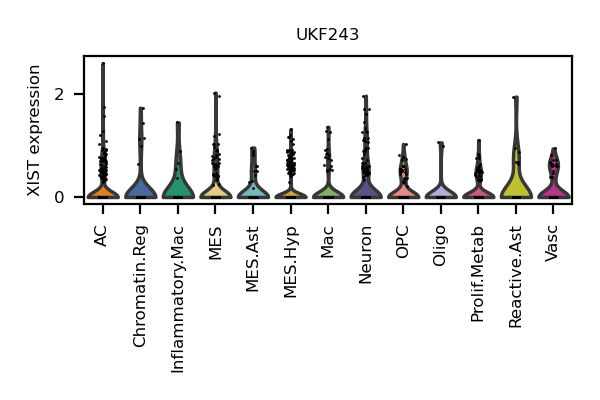 UKF243
XIST expression
2
0
AC
Chromatin.Reg
Inflammatory.Mac
MES
MES.Ast
MES.Hyp
Mac
Neuron
OPC
Oligo
Prolif.Metab
Reactive.Ast
Vasc